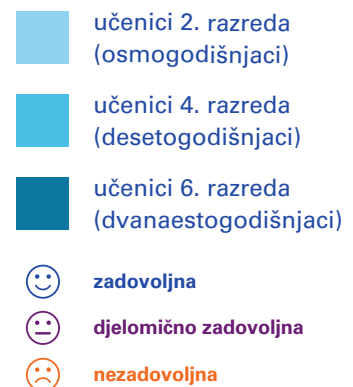 učenici 2. razreda
(osmogodišnjaci)
učenici 4. razreda
(desetogodišnjaci)
učenici 6. razreda
(dvanaestogodišnjaci)
zadovoljna
djelomično zadovoljna
nezadovoljna